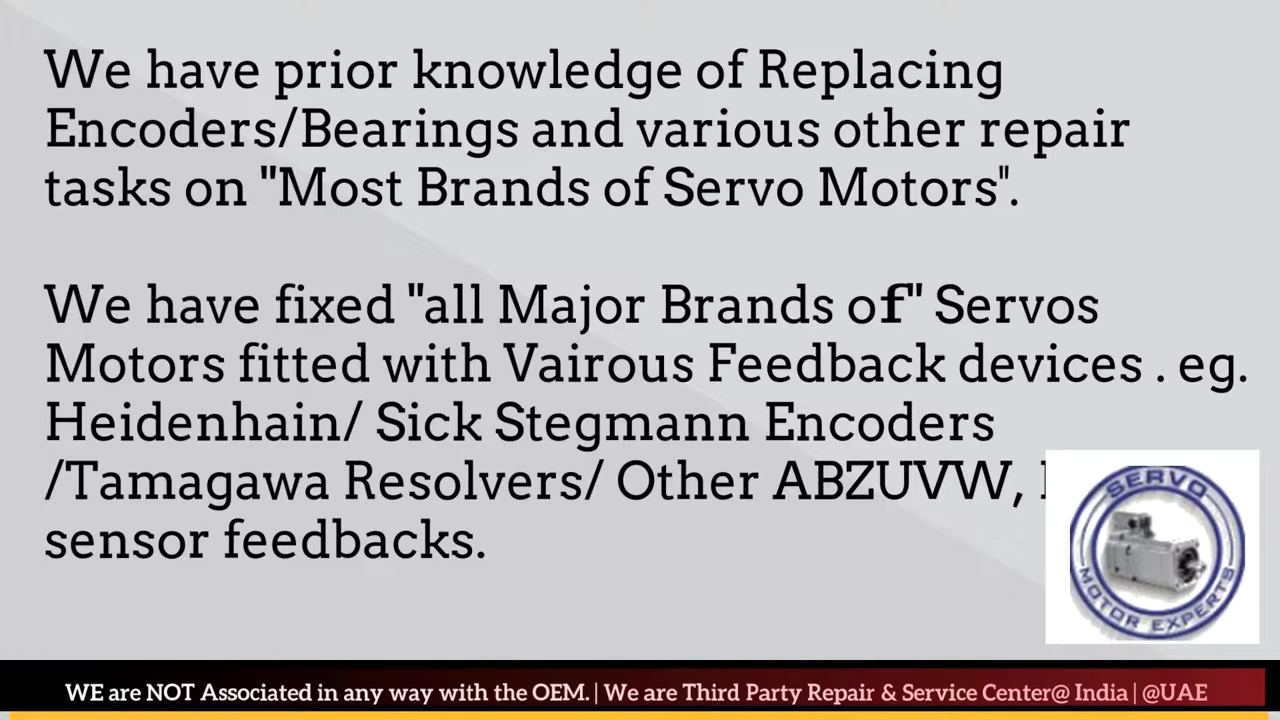 We have prior knowledge of Replacing
Encoders/Bearings and various other repair
tasks on "Most Brands of Servo Motors".
We have fixed "all Major Brands of" Servos
Motors fitted with Vairous Feedback devices . eg.
Heidenhain/ Sick Stegmann Encoders
/Tamagawa Resolvers/ Other ABZUVW,
sensor feedbacks.
SERVO
MOTOR EXPERTS
WE are NOT Associated in any way with the OEM. | We are Third Party Repair & Service Center@ India | @UAE